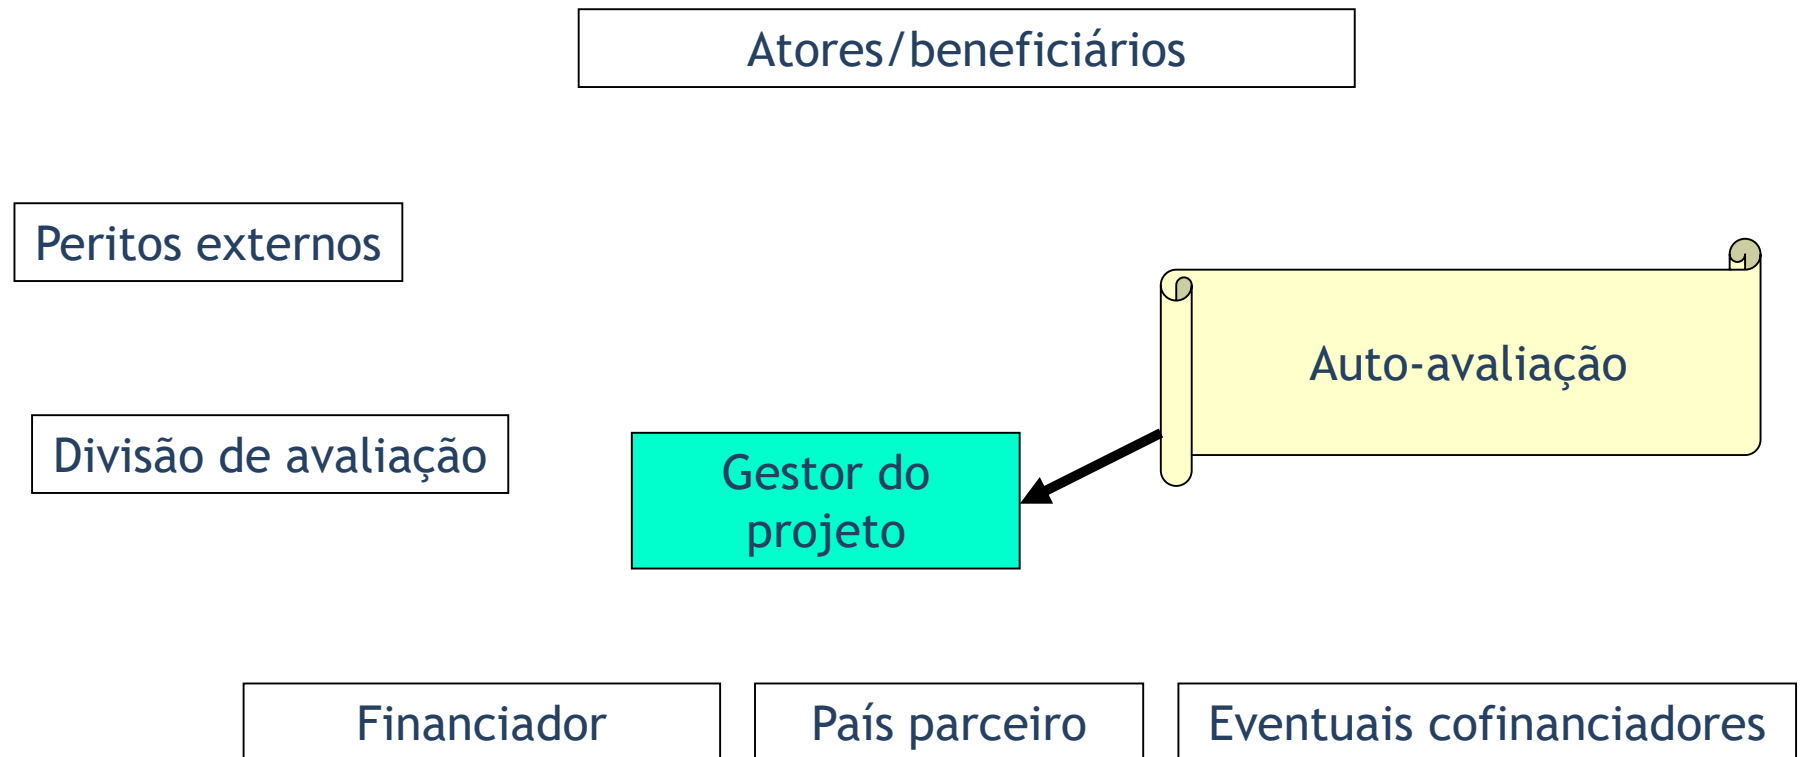 Atores/beneficiários
Peritos externos
Auto-avaliação
Divisão de avaliação
Gestor do
projeto
Financiador
País parceiro
Eventuais cofinanciadores